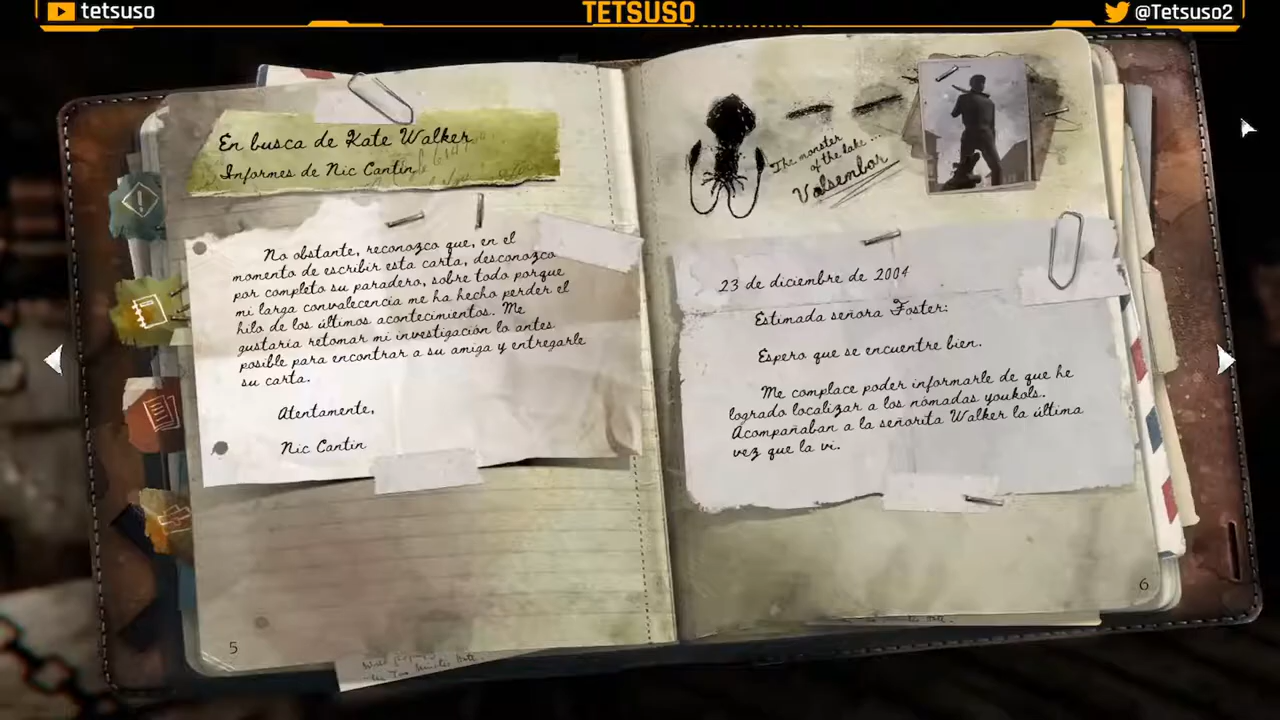 tetsuso
TETSUSO
@Tetsuso2
En busca de Kate Walker
Informes de Nic Cantin
No obstante, reconozco que, en el
momento de escribir esta carta, desconozco
por completo su paradero, sobre todo porque
mi larga convalecencia me ha hecho perder el
hilo de los últimos acontecimientos. Me
gustaría retomar mi investigación lo antes
posible para encontrar a su amiga y entregarle
su carta.
Atentamente,
Nic Cantin
5
The monster
of the lake...
Valsembor
23 de diciembre de 2004
Estimada señora Foster:
Espero que se encuentre bien.
Me complace poder informarle de que he
logrado localizar a los nómadas youkols.
Acompañaban a la señorita Walker la última
vez que la vi.
6